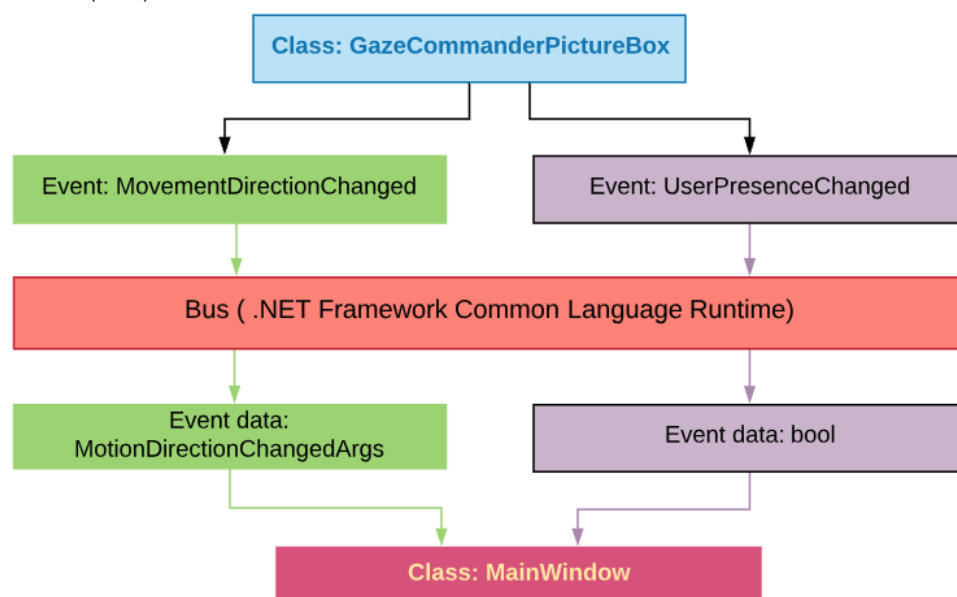 Class: GazeCommanderPictureBox
Event: MovementDirectionChanged
Event: UserPresenceChanged
Bus ( .NET Framework Common Language Runtime)
Event data:
MotionDirectionChangedArgs
Event data: bool
Class: MainWindow